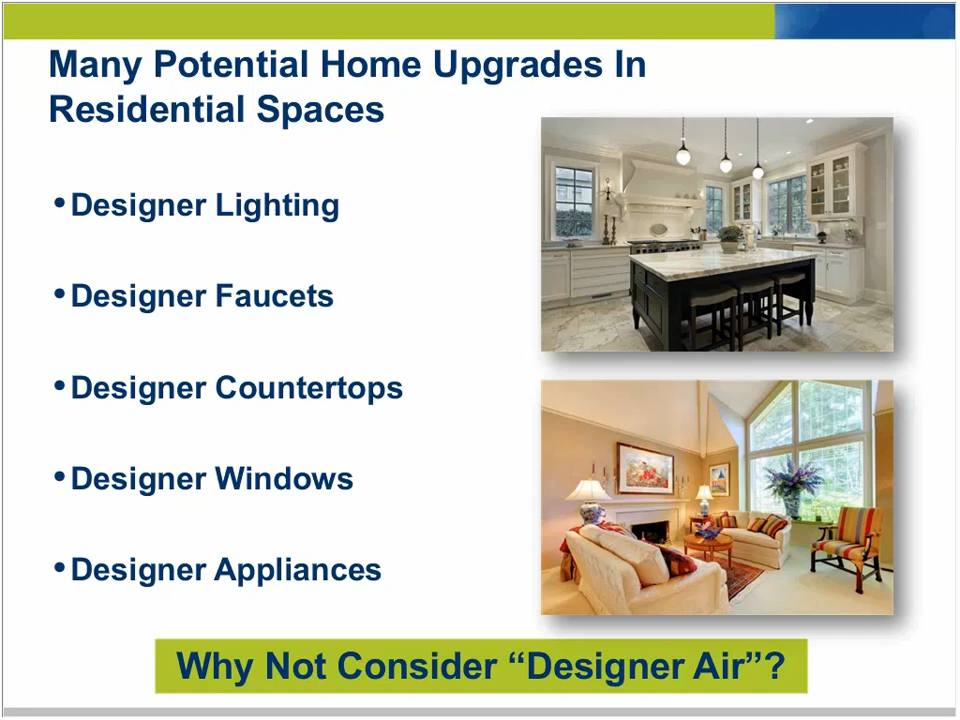 Many Potential Home Upgrades In
Residential Spaces
•Designer Lighting
•Designer Faucets
•Designer Countertops
•Designer Windows
•Designer Appliances
Why Not Consider “Designer Air”?